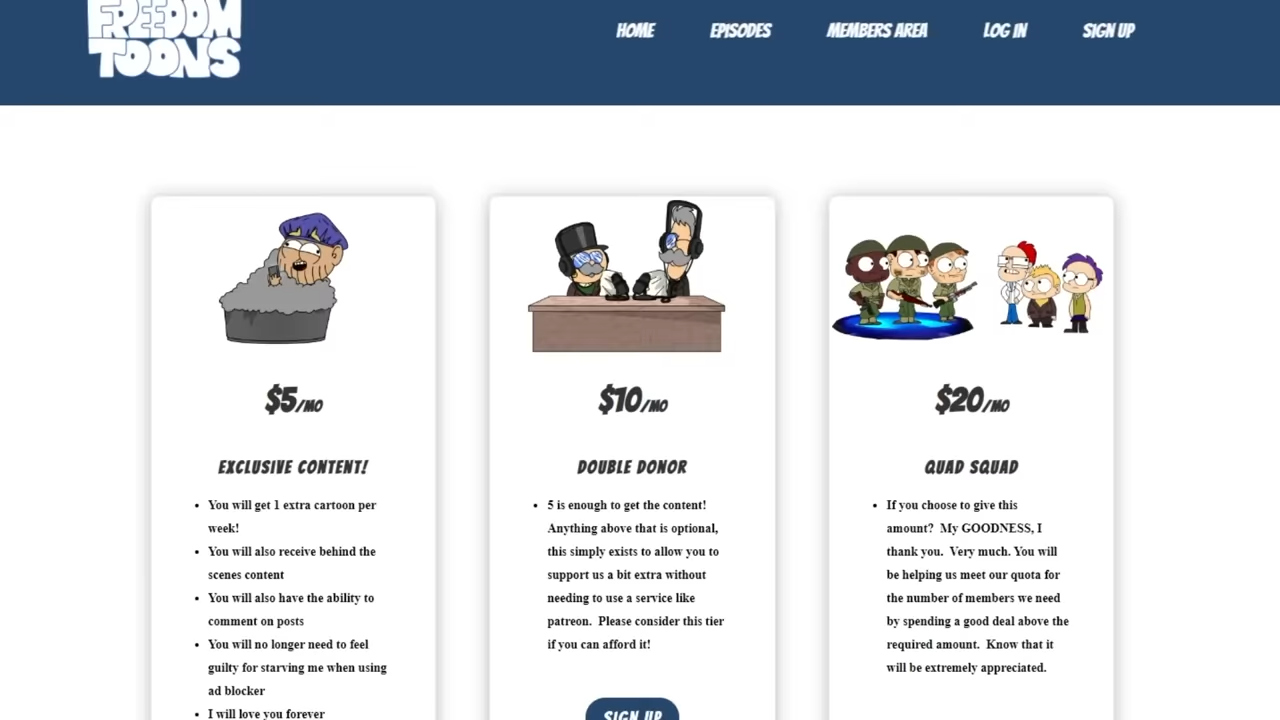 FREEDOM
TOONS
HOME EPISODES MEMBERS AREA LOG IN SIGN UP
$5/MO
EXCLUSIVE CONTENT!
• You will get 1 extra cartoon per
week!
• You will also receive behind the
scenes content
• You will also have the ability to
comment on posts
• You will no longer need to feel
guilty for starving me when using
ad blocker
• I will love you forever
$10/MO
DOUBLE DONOR
• 5 is enough to get the content!
Anything above that is optional,
this simply exists to allow you to
support us a bit extra without
needing to use a service like
patreon. Please consider this tier
if you can afford it!
SIGN UP
$20/MO
QUAD SQUAD
• If you choose to give this
amount? My GOODNESS, I
thank you. Very much. You will
be helping us meet our quota for
the number of members we need
by spending a good deal above the
required amount. Know that it
will be extremely appreciated.